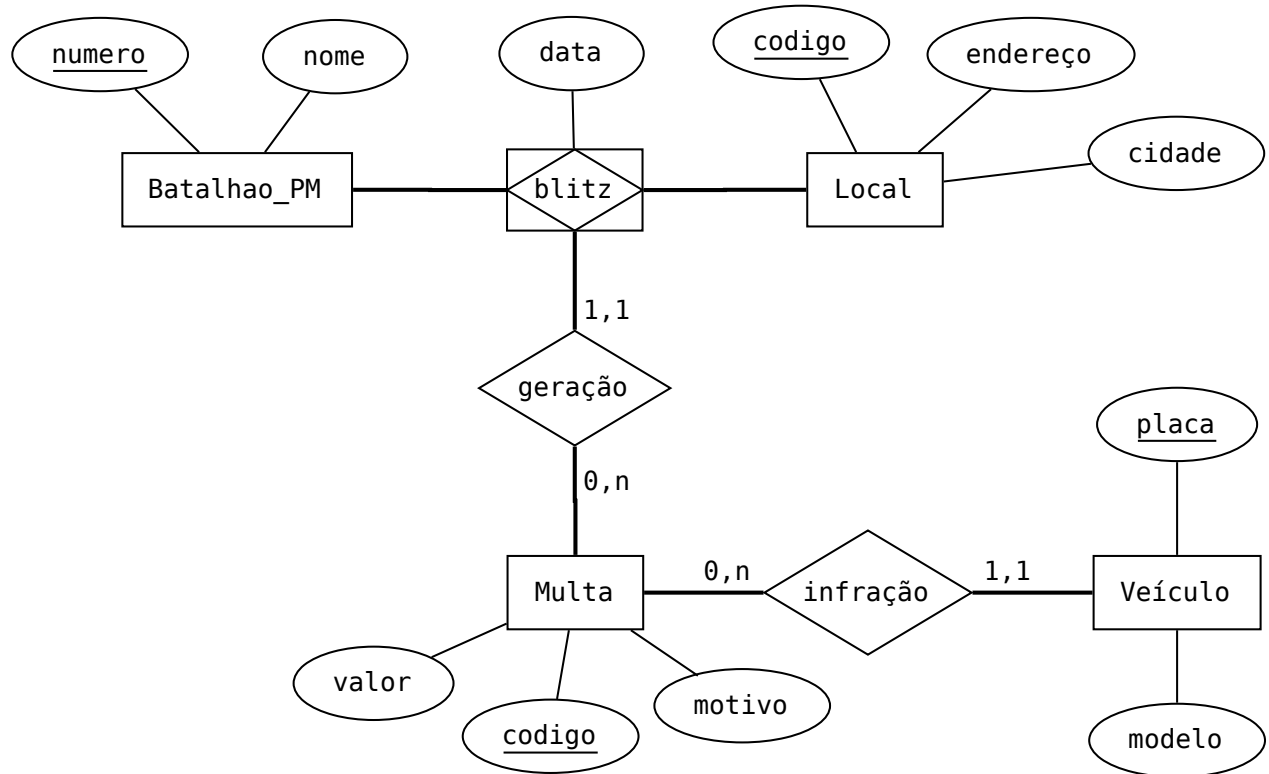 numero
nome
data
codigo
endereço
cidade
Batalhao_PM
blitz
Local
1,1
geração
0,n
placa
Multa
0,n
infração
1,1
Veículo
valor
codigo
motivo
modelo